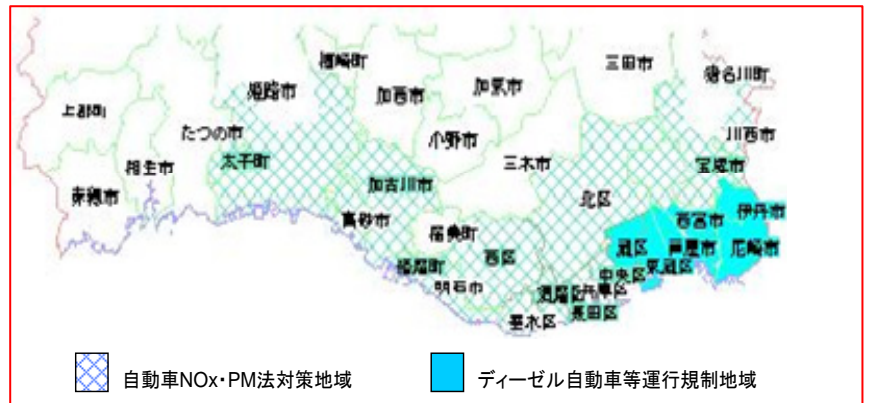 福崎町
三田市
猪名川町
姫路市
加西市
加東市
上郡町
たつの市
小野市
川西市
太子町
三木市
宝塚市
相生市
加古川市
赤穂市
北区
伊丹市
高砂市
西宮市
稲美町
灘区
芦屋市
尼崎市
西区
播磨町
中央区
東灘区
明石市
須磨区
兵庫区
垂水区
長田区
自動車NOx・PM法対策地域
ディーゼル自動車等運行規制地域